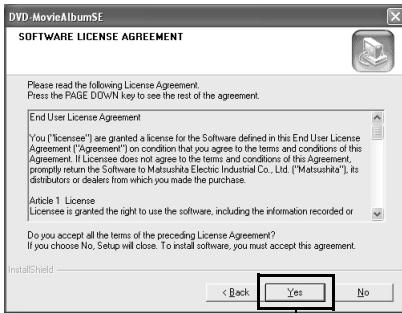 DVD-MovieAlbumSE
SOFTWARE LICENSE AGREEMENT
Please read the following License Agreement.
Press the PAGE DOWN key to see the rest of the agreement.
End User License Agreement
You ("licensee") are granted a license for the Software defined in this End User License
Agreement ("Agreement") on condition that you agree to the terms and conditions of this
Agreement. If Licensee does not agree to the terms and conditions of this Agreement,
promptly return the Software to Matsushita Electric Industrial Co., Ltd. ("Matsushita"), its
distributors or dealers from which you made the purchase.
Article 1 License
Licensee is granted the right to use the software, including the information recorded or
Do you accept all the terms of the preceding License Agreement?
If you choose No, Setup will close. To install software, you must accept this agreement.
InstallShield
< Back Yes No